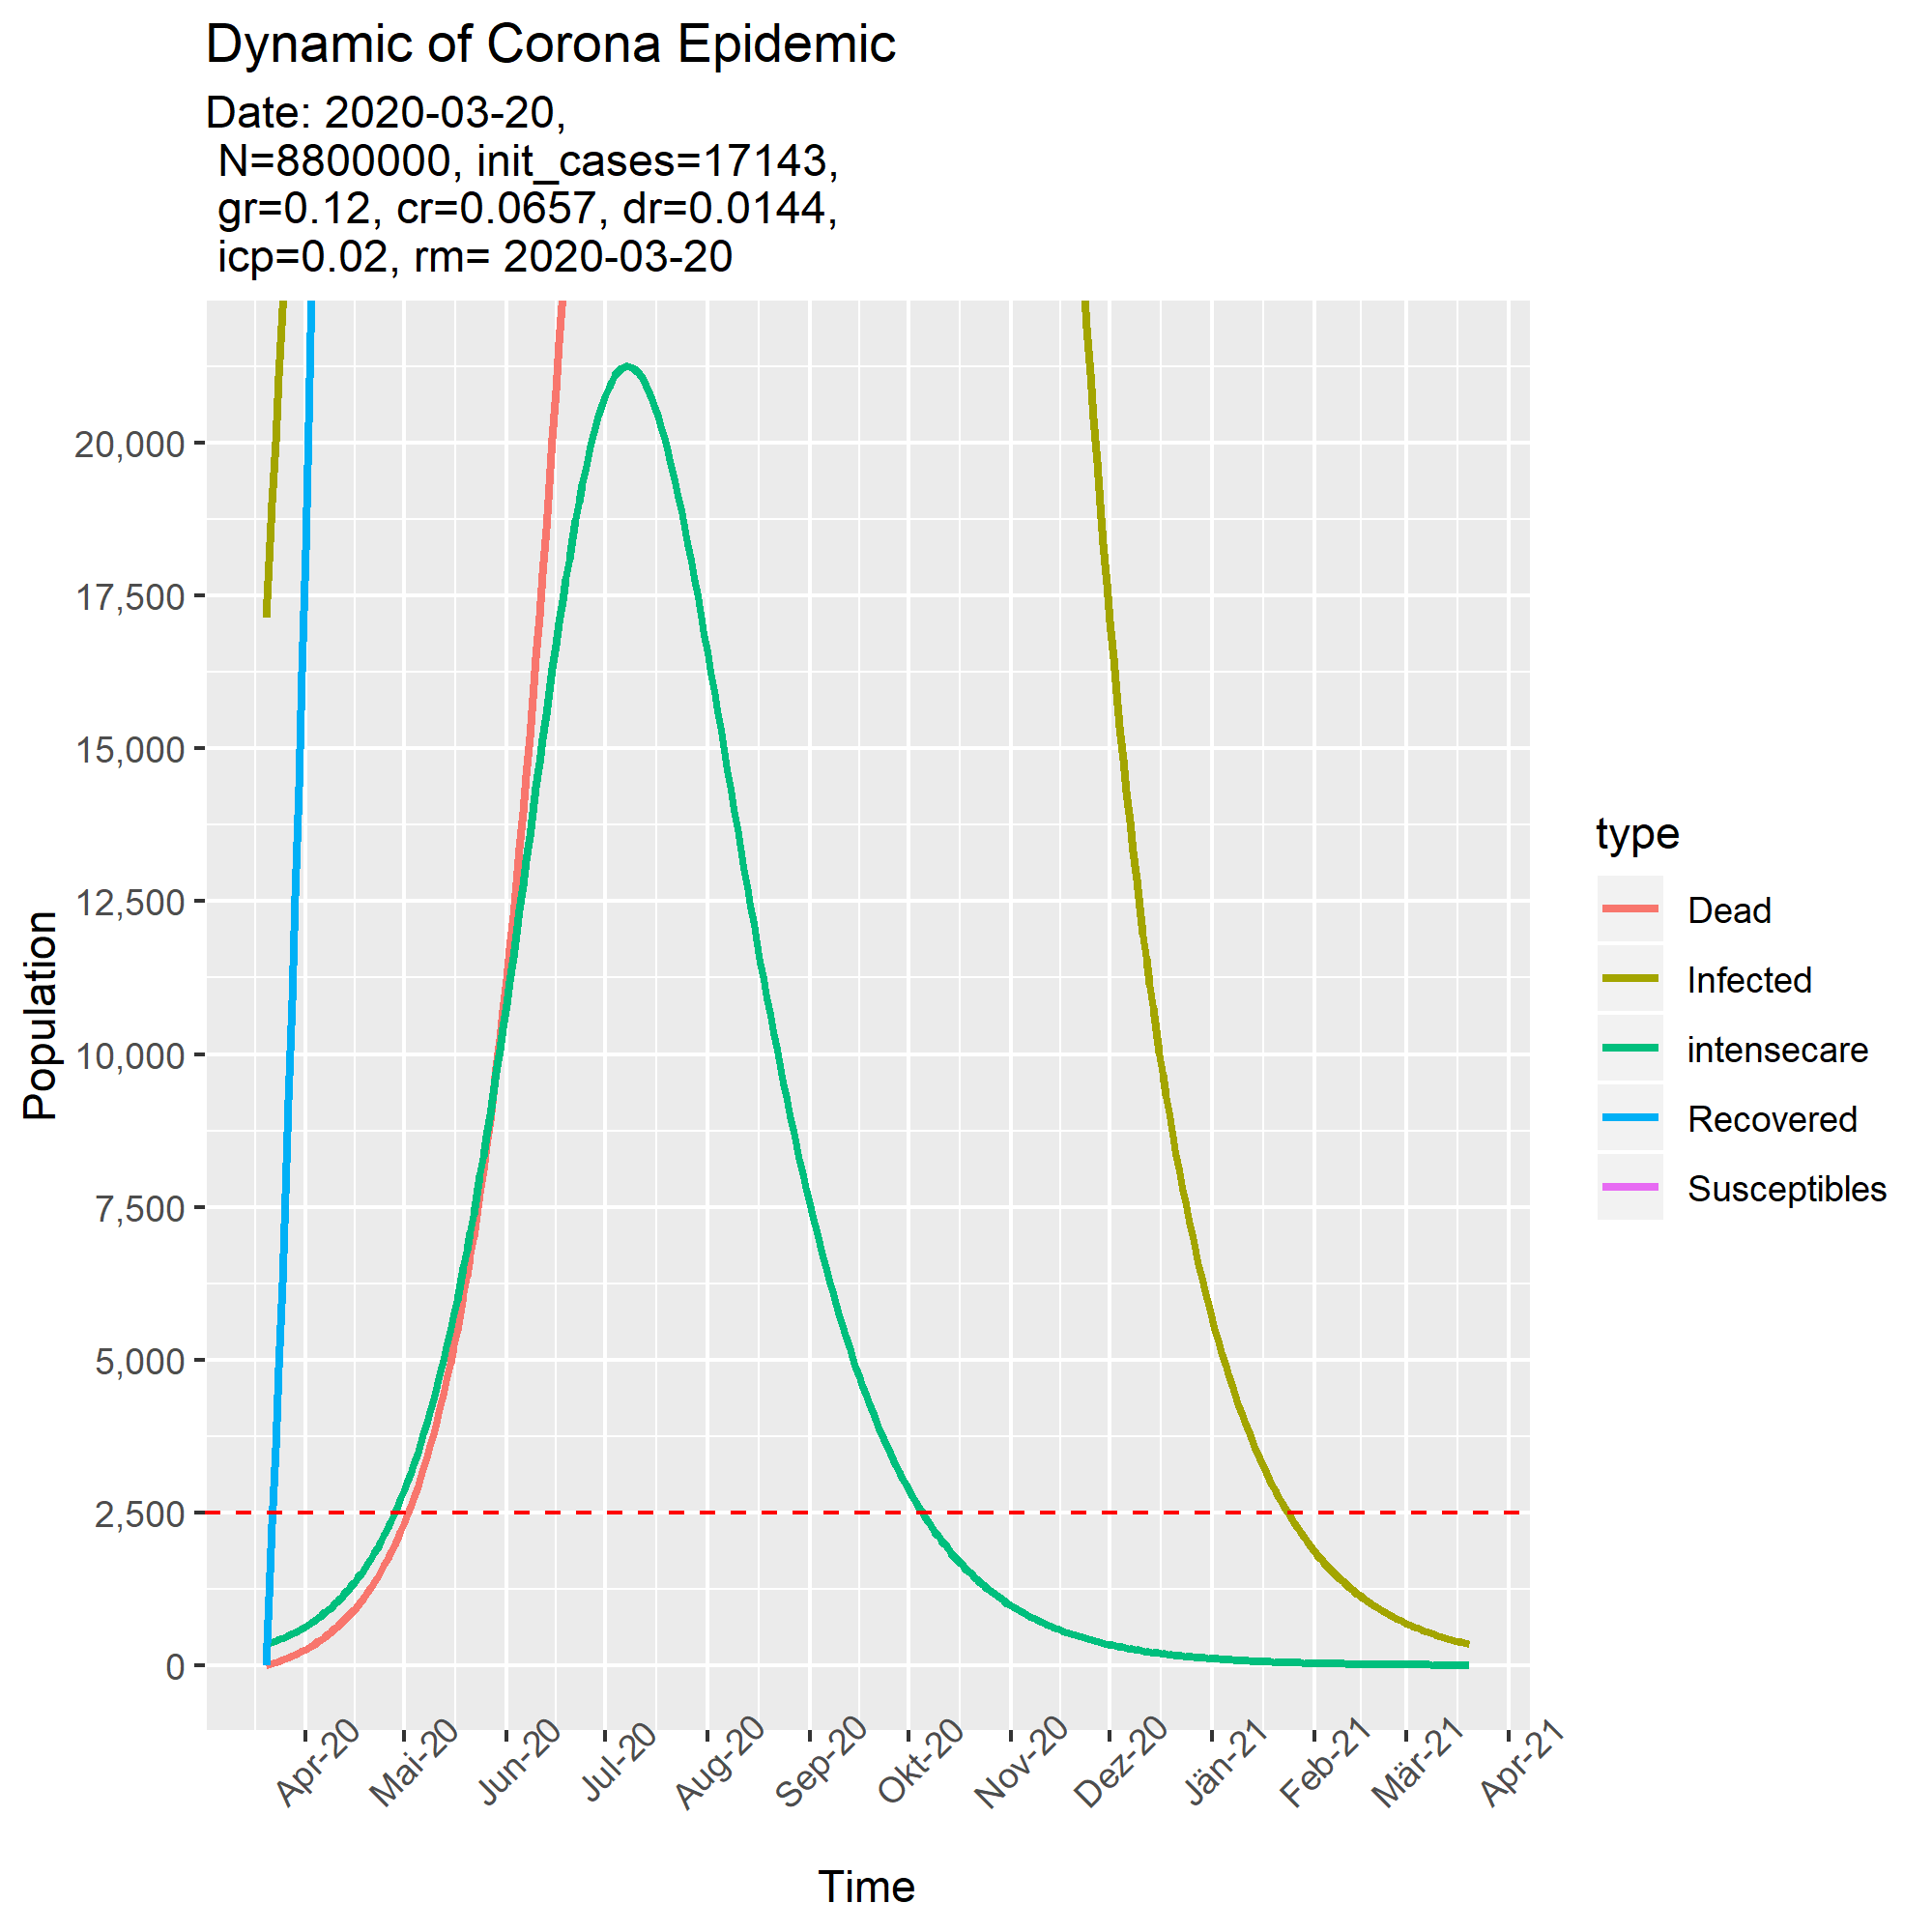 Dynamic of Corona Epidemic
Date: 2020-03-20,
N=8800000, init_cases=17143,
gr=0.12, cr=0.0657, dr=0.0144,
icp=0.02, rm= 2020-03-20
Population
20,000
17,500
15,000
12,500
10,000
7,500
5,000
2,500
0
Apr-20
Mai-20
Jun-20
Jul-20
Aug-20
Sep-20
Okt-20
Nov-20
Dez-20
Jän-21
Feb-21
Mär-21
Apr-21
Time
type
Dead
Infected
intensecare
Recovered
Susceptibles